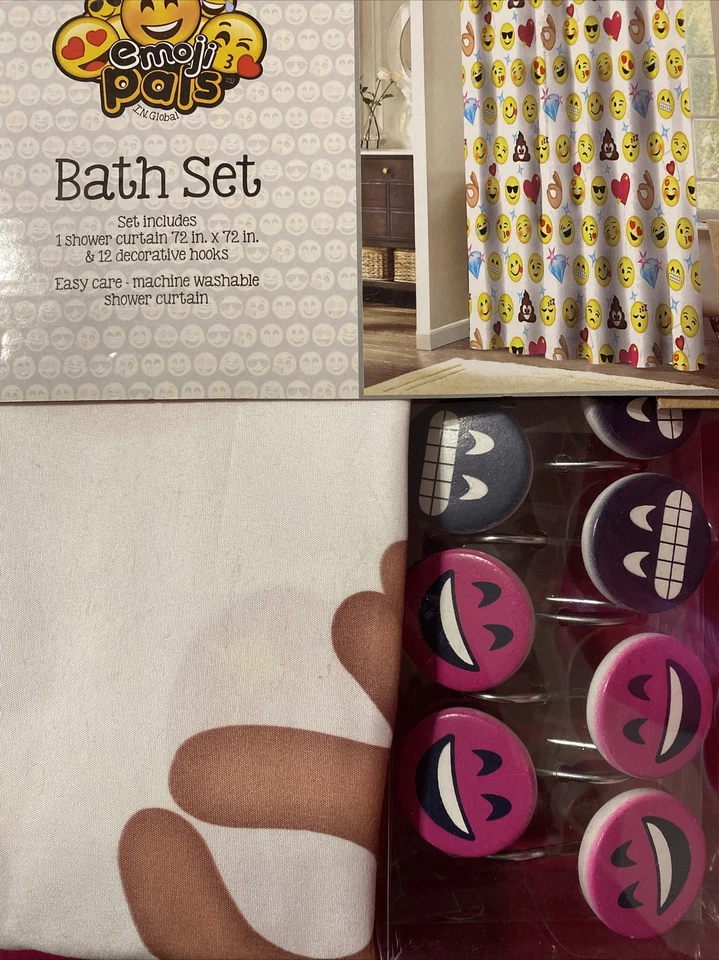 emoji
pals
J.N. Global
Bath Set
Set includes
1 shower curtain 72 in. x 72 in.
& 12 decorative hooks
Easy care - machine washable
shower curtain